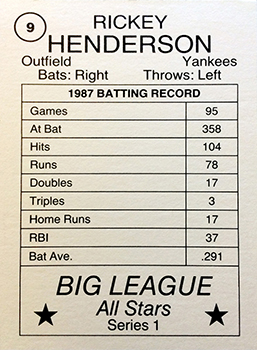 9
RICKEY
HENDERSON
Outfield Yankees
Bats: Right Throws: Left
1987 BATTING RECORD
Games 95
At Bat 358
Hits 104
Runs 78
Doubles 17
Triples 3
Home Runs 17
RBI 37
Bat Ave. .291
BIG LEAGUE
All Stars
Series 1